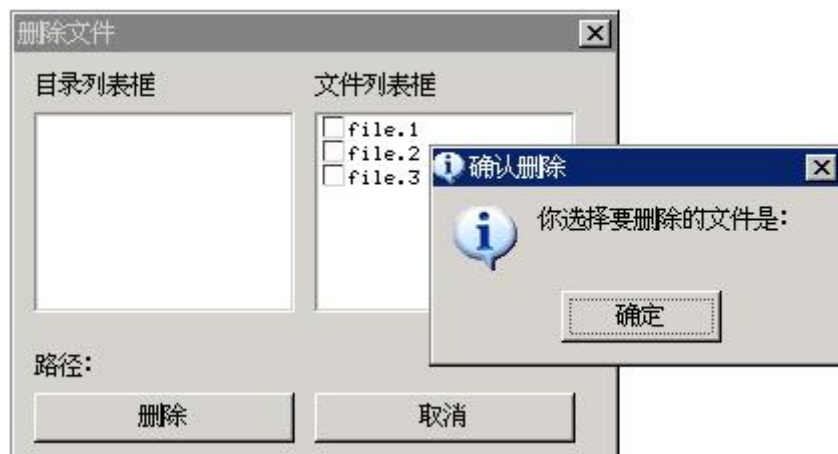 删除文件
目录列表框
文件列表框
file.1
file.2
file.3
确认删除
你选择要删除的文件是:
确定
路径:
删除
取消